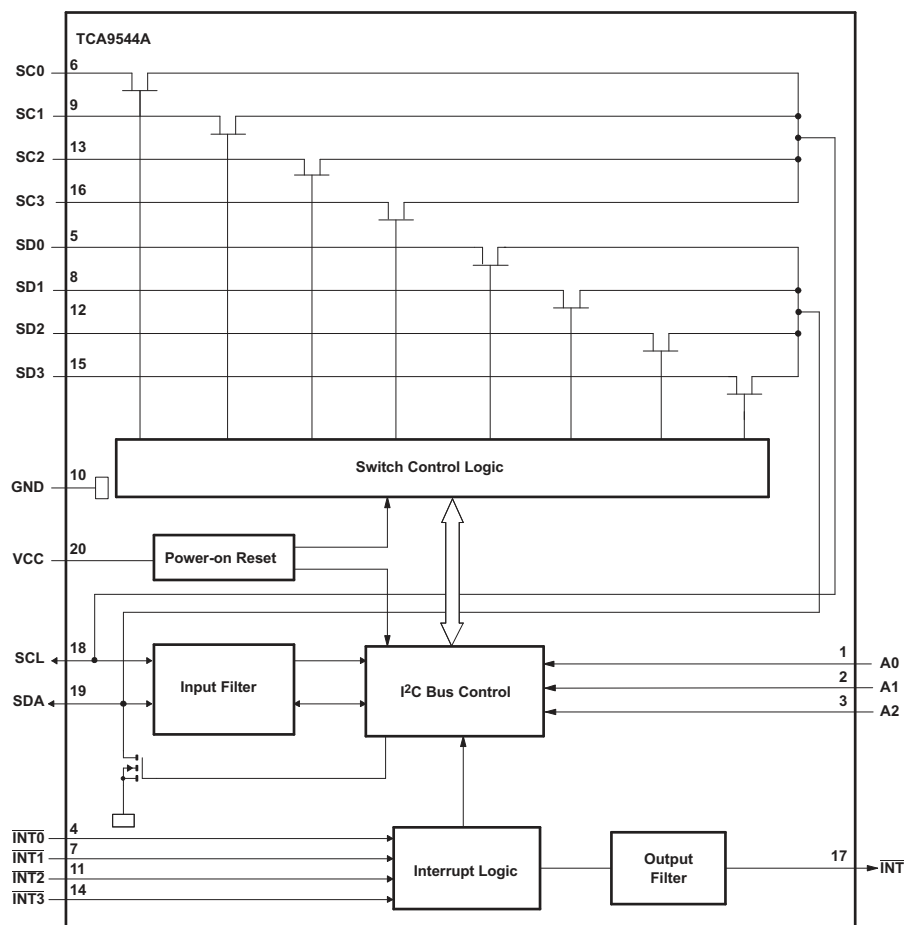 TCA9544A
SC0 6
SC1 9
SC2 13
SC3 16
SD0 5
SD1 8
SD2 12
SD3 15
Switch Control Logic
GND 10
VCC 20
Power-on Reset
SCL 18
SDA 19
Input Filter
I²C Bus Control
1 A0
2 A1
3 A2
INT0 4
INT1 7
INT2 11
INT3 14
Interrupt Logic
Output
Filter
17 INT